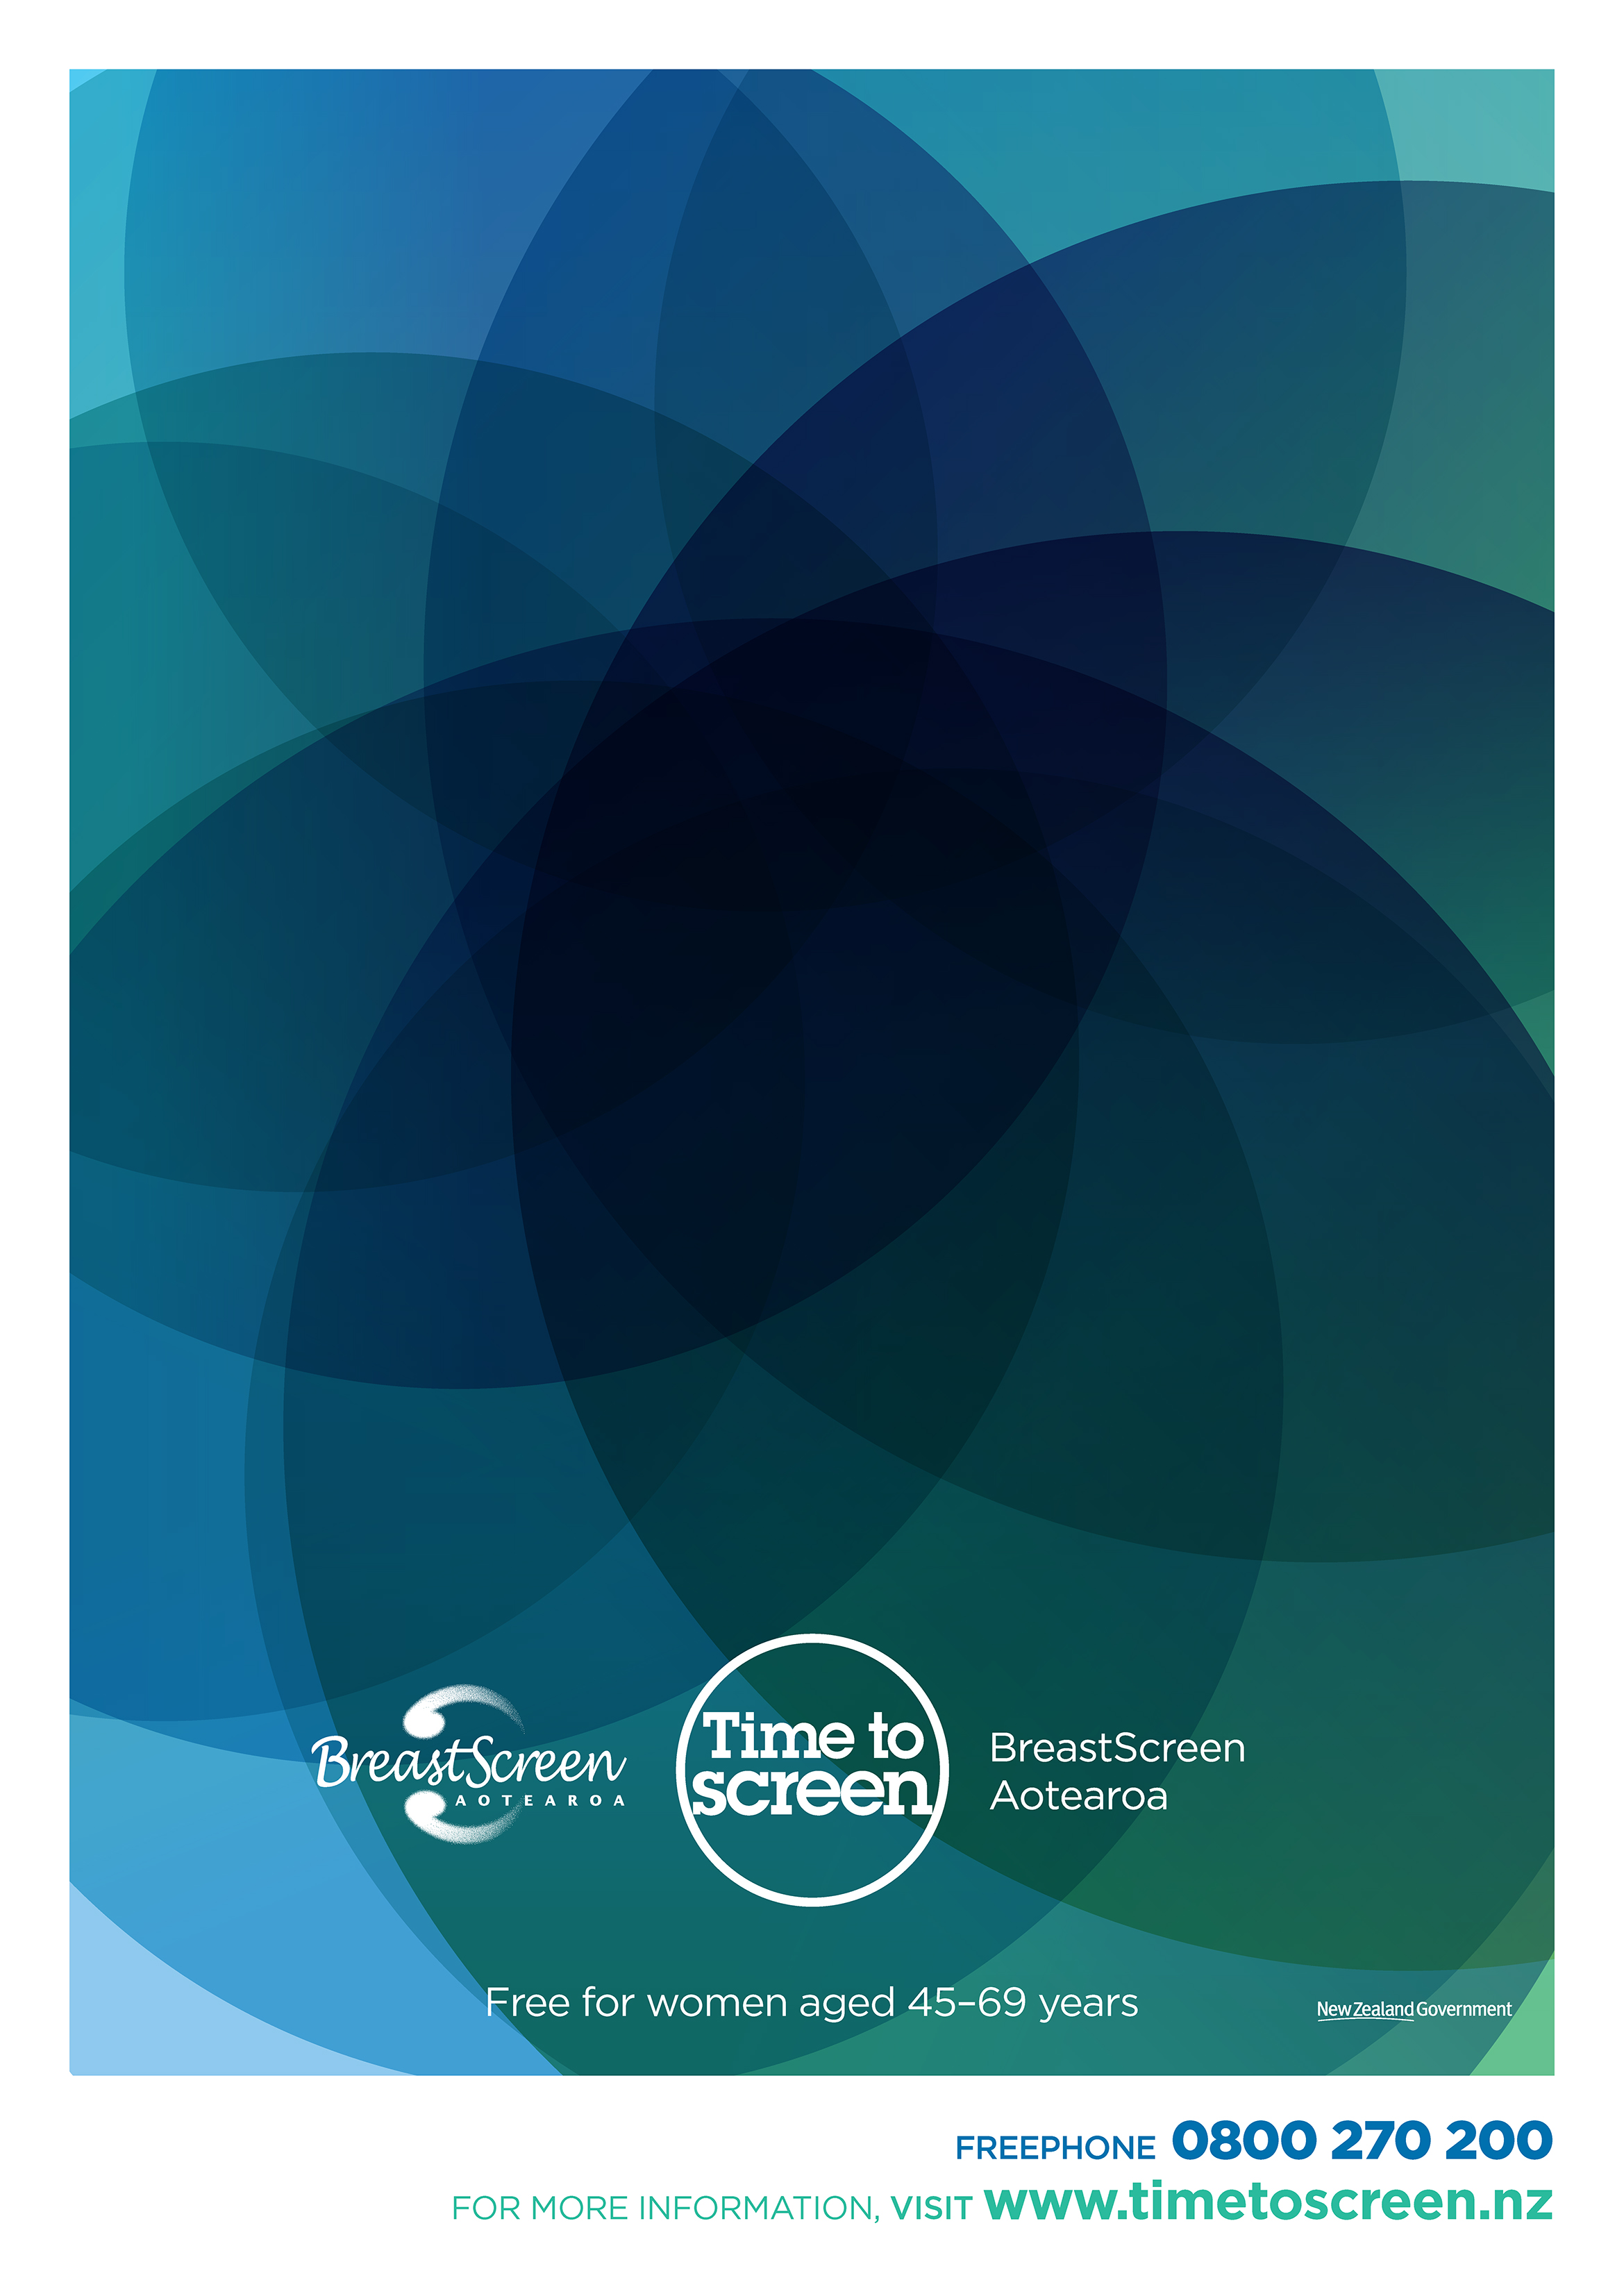 BreastScreen
AOTEAROA
Time to
screen
BreastScreen
Aotearoa
Free for women aged 45–69 years
New Zealand Government
FREEPHONE 0800 270 200
FOR MORE INFORMATION, VISIT www.timetoscreen.nz